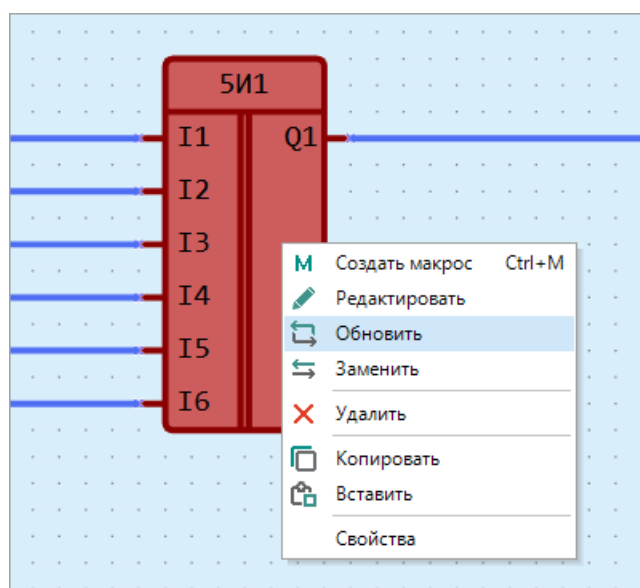 5И1
I1 Q1
I2
I3
I4
I5
I6
M Создать макрос Ctrl+M
Редактировать
Обновить
Заменить
Удалить
Копировать
Вставить
Свойства